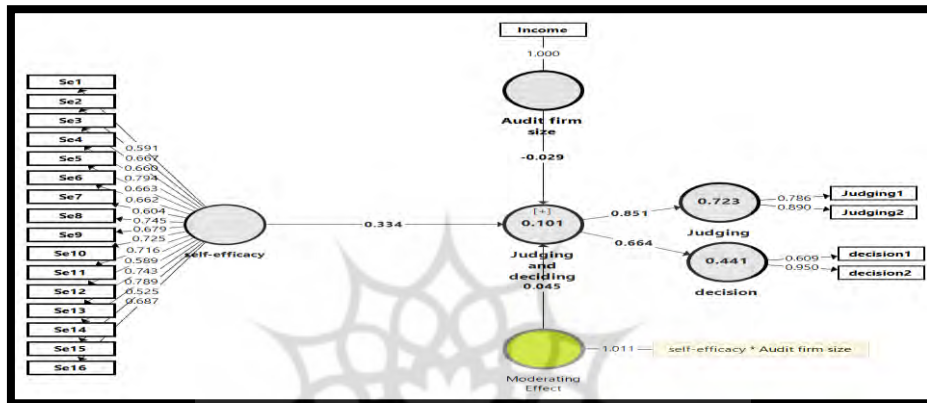 Income
1.000
Audit firm
size
-0.029
Se1
Se2
Se3
Se4
Se5
Se6
Se7
Se8
Se9
Se10
Se11
Se12
Se13
Se14
Se15
Se16
0.591
0.667
0.660
0.794
0.663
0.662
0.604
0.745
0.679
0.725
0.716
0.589
0.743
0.789
0.525
0.687
self-efficacy
0.334
[+]
0.101
Judging
and
deciding
0.045
0.851
0.664
0.723
Judging
0.786
0.890
Judging1
Judging2
0.441
decision
0.609
0.950
decision1
decision2
Moderating
Effect
1.011
self-efficacy * Audit firm size